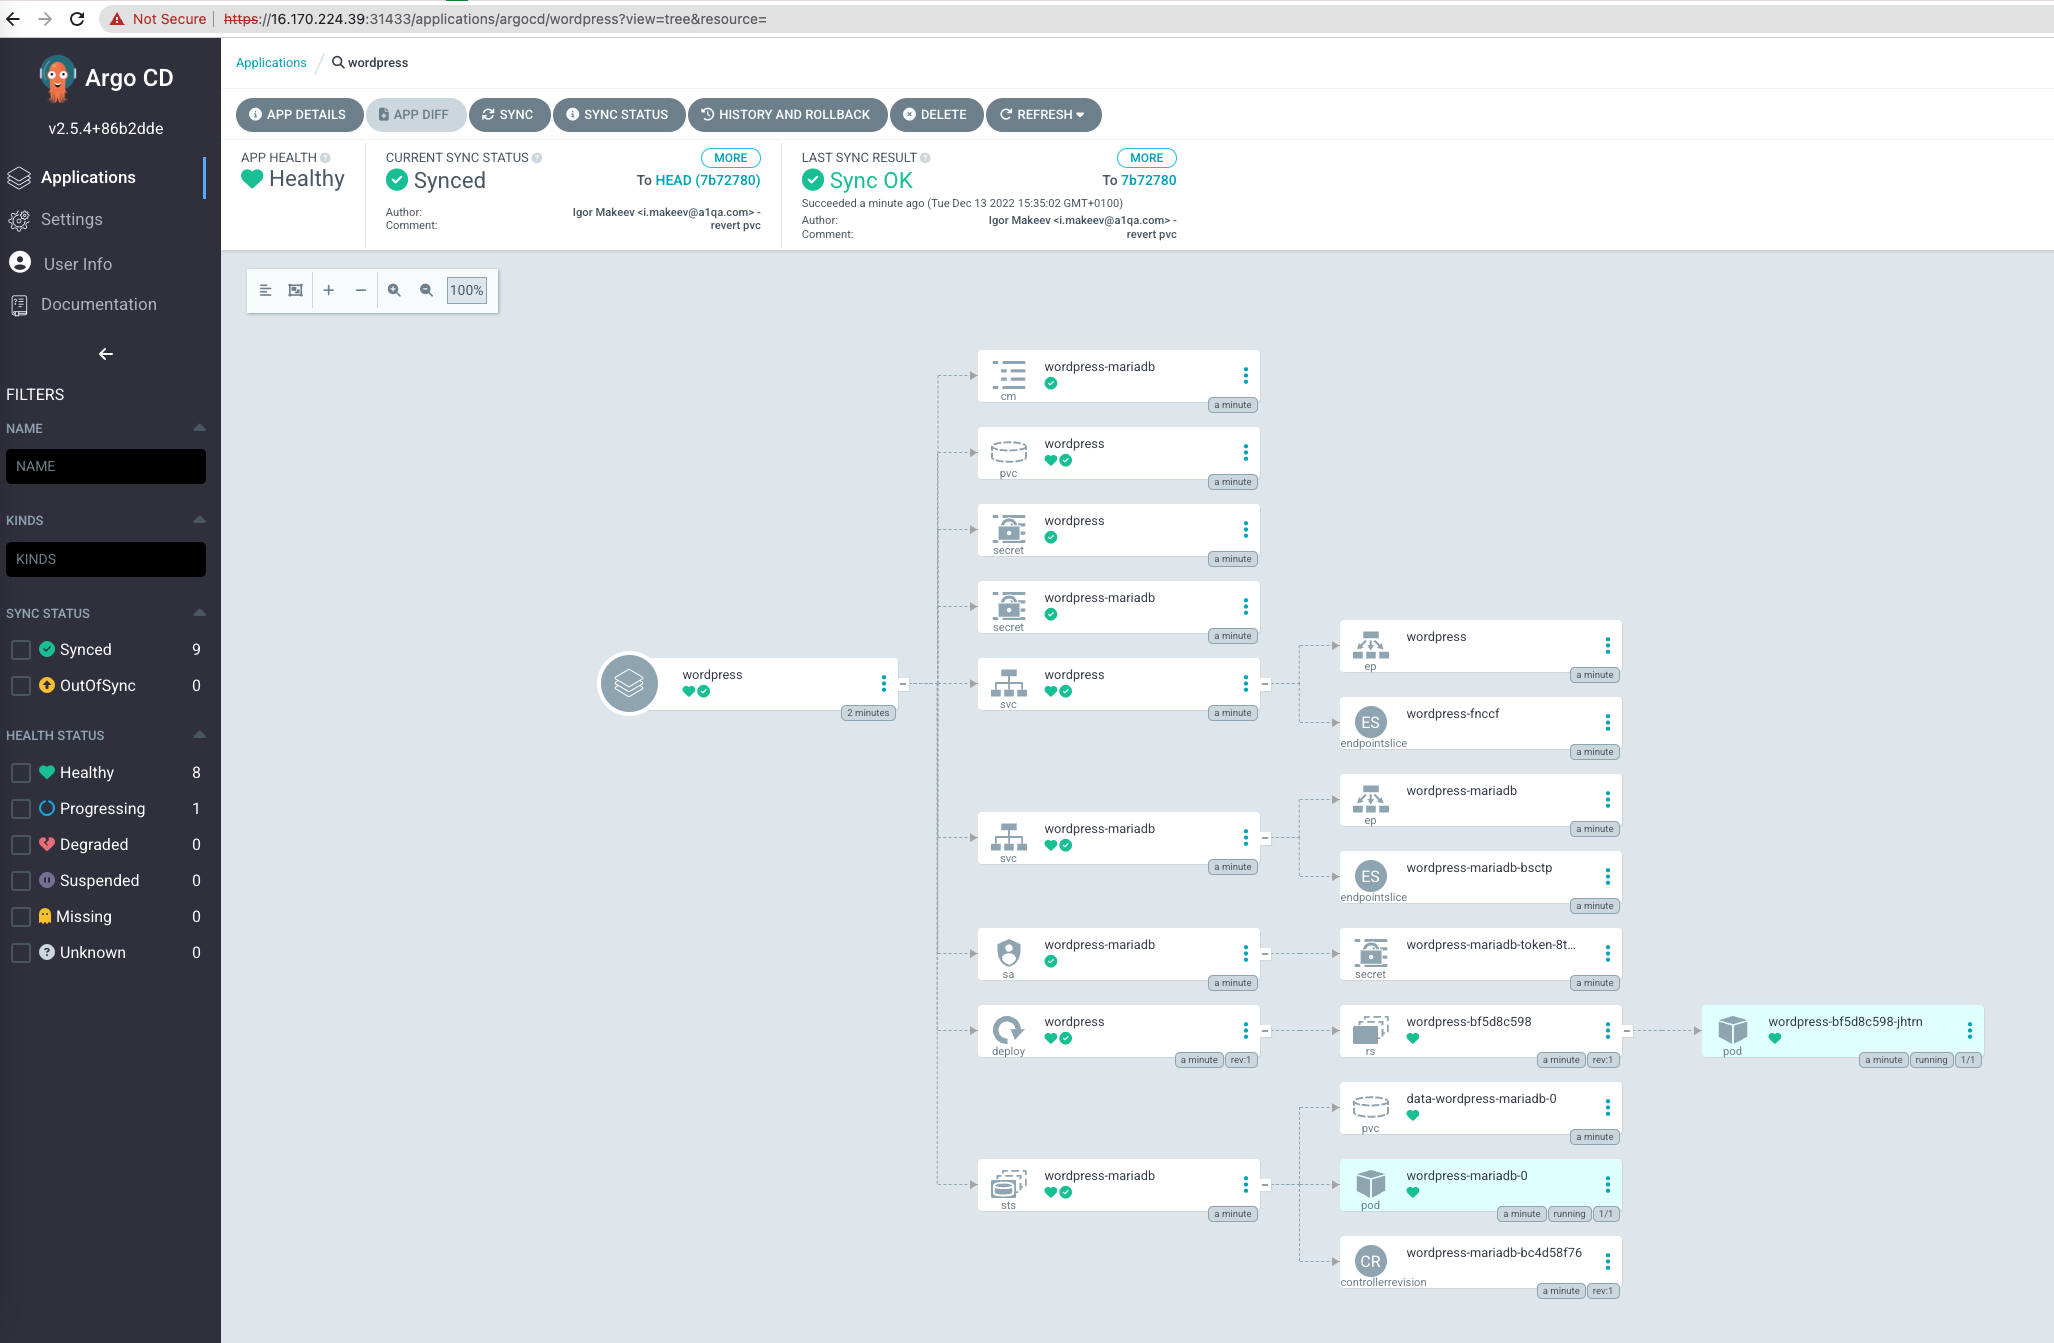 Not Secure | https://16.170.224.39:31433/applications/argocd/wordpress?view=tree&resource=
Argo CD
v2.5.4+86b2dde
Applications
Settings
User Info
Documentation
FILTERS
NAME
NAME
KINDS
KINDS
SYNC STATUS
Synced 9
OutOfSync 0
HEALTH STATUS
Healthy 8
Progressing 1
Degraded 0
Suspended 0
Missing 0
Unknown 0
Applications / wordpress
APP DETAILS APP DIFF SYNC SYNC STATUS HISTORY AND ROLLBACK DELETE REFRESH
APP HEALTH
Healthy
CURRENT SYNC STATUS MORE
Synced To HEAD (7b72780)
Author: Igor Makeev <i.makeev@a1qa.com> -
Comment: revert pvc
LAST SYNC RESULT MORE
Sync OK To 7b72780
Succeeded a minute ago (Tue Dec 13 2022 15:35:02 GMT+0100)
Author: Igor Makeev <i.makeev@a1qa.com> -
Comment: revert pvc
100%
wordpress
2 minutes
wordpress-mariadb
cm
a minute
wordpress
pvc
a minute
wordpress
secret
a minute
wordpress-mariadb
secret
a minute
wordpress
svc
a minute
wordpress
ep
a minute
ES wordpress-fnccf
endpointslice
a minute
wordpress-mariadb
svc
a minute
wordpress-mariadb
ep
a minute
ES wordpress-mariadb-bsctp
endpointslice
a minute
wordpress-mariadb
sa
a minute
wordpress-mariadb-token-8t...
secret
a minute
wordpress
deploy
a minute rev:1
wordpress-bf5d8c598
rs
a minute rev:1
wordpress-bf5d8c598-jhtrn
pod
a minute running 1/1
wordpress-mariadb
sts
a minute
data-wordpress-mariadb-0
pvc
a minute
wordpress-mariadb-0
pod
a minute running 1/1
CR wordpress-mariadb-bc4d58f76
controllerrevision
a minute rev:1